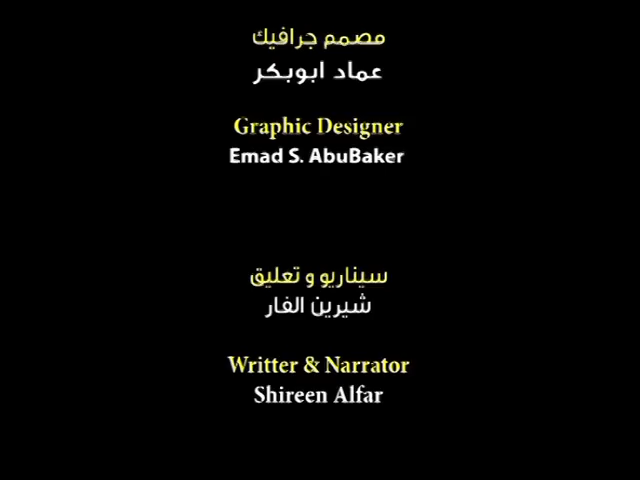 مصمم جرافيك
عماد ابوبكر
Graphic Designer
Emad S. AbuBaker
سيناريو و تعليق
شيرين الفار
Writter & Narrator
Shireen Alfar